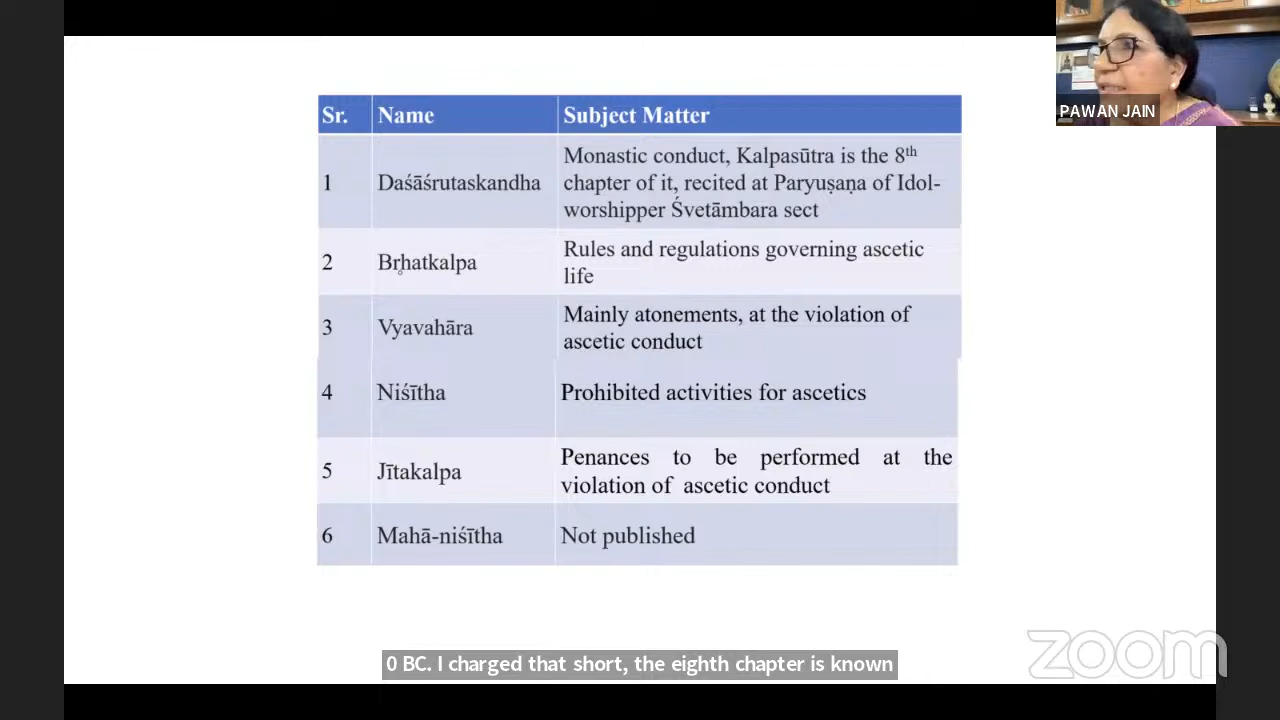 PAWAN JAIN
Sr. Name Subject Matter
1 Daśāśrutaskandha Monastic conduct, Kalpasūtra is the 8th
chapter of it, recited at Paryuṣaṇa of Idol-
worshipper Śvetāmbara sect
2 Br̥hatkalpa Rules and regulations governing ascetic
life
3 Vyavahāra Mainly atonements, at the violation of
ascetic conduct
4 Niśītha Prohibited activities for ascetics
5 Jītakalpa Penances to be performed at the
violation of ascetic conduct
6 Mahā-niśītha Not published
0 BC. I charged that short, the eighth chapter is known
zoom